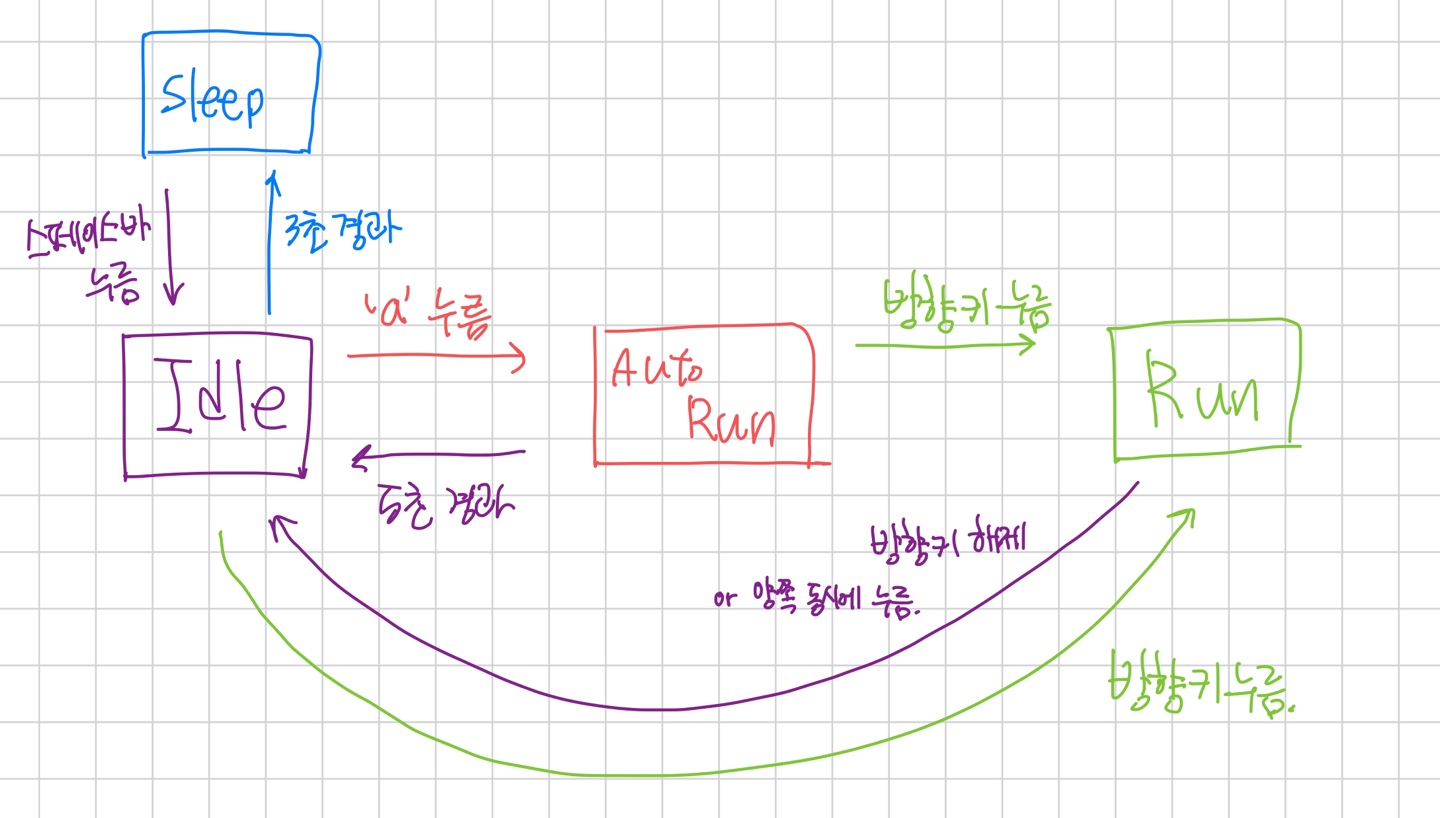 Sleep
스페이스바
누름
3초 경과
'a' 누름
방향키 누름
Idle
Auto
Run
Run
5초 경과
방향키 해제
or 양쪽 동시에 누름.
방향키 누름.